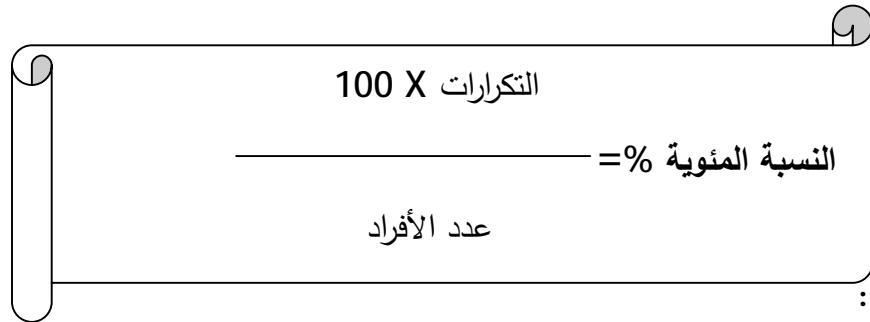 التكرارات X 100
النسبة المئوية %=
عدد الأفراد
: